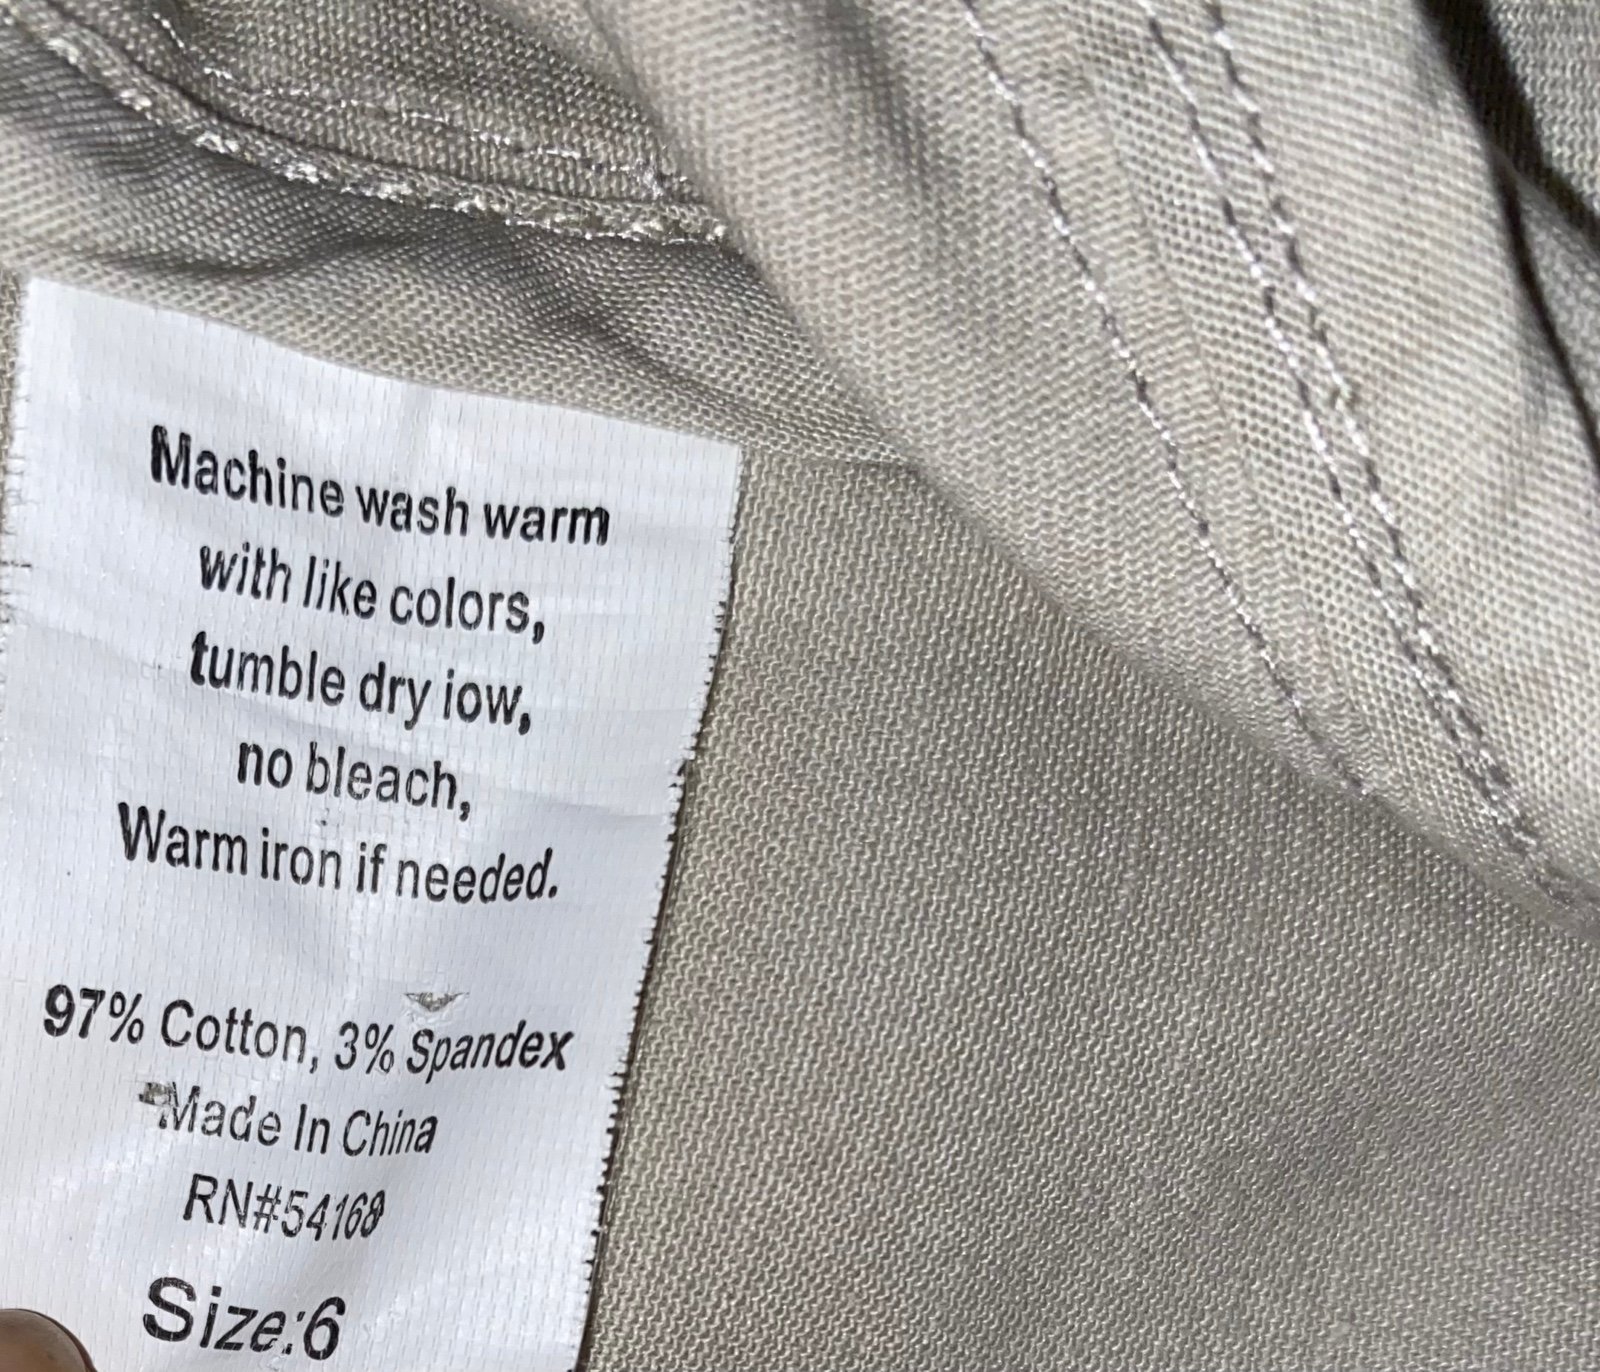 Machine wash warm
with like colors,
tumble dry iow,
no bleach,
Warm iron if needed.
97% Cotton, 3% Spandex
Made In China
RN#54168
Size:6